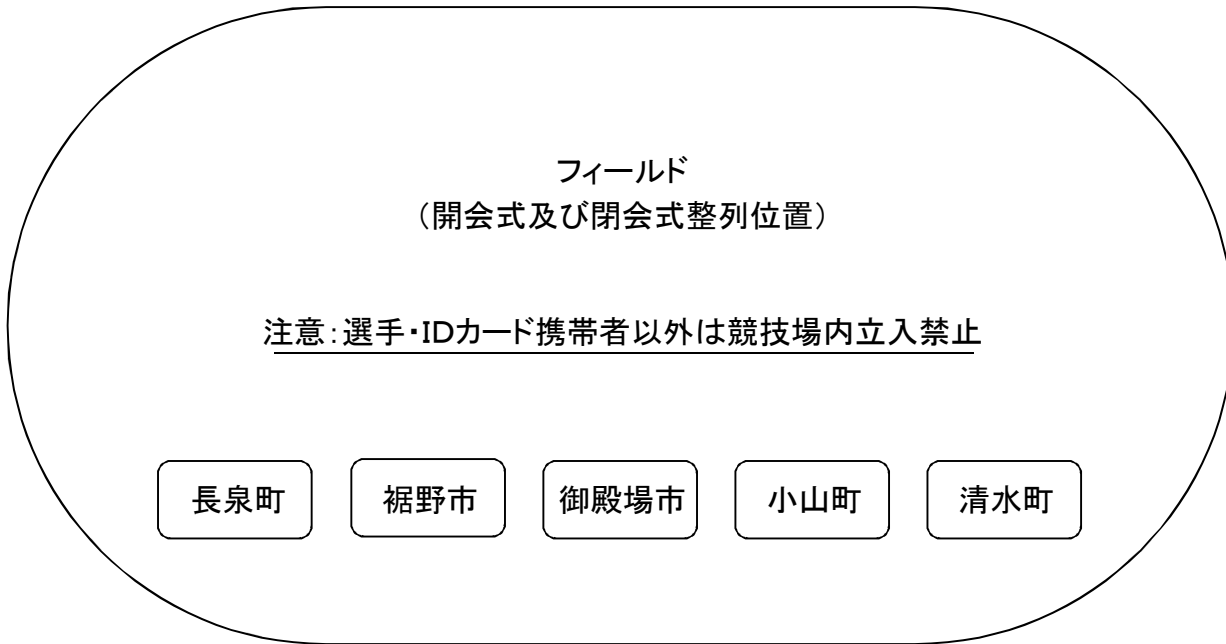 フィールド
（開会式及び閉会式整列位置）
注意：選手・IDカード携帯者以外は競技場内立入禁止
長泉町 裾野市 御殿場市 小山町 清水町